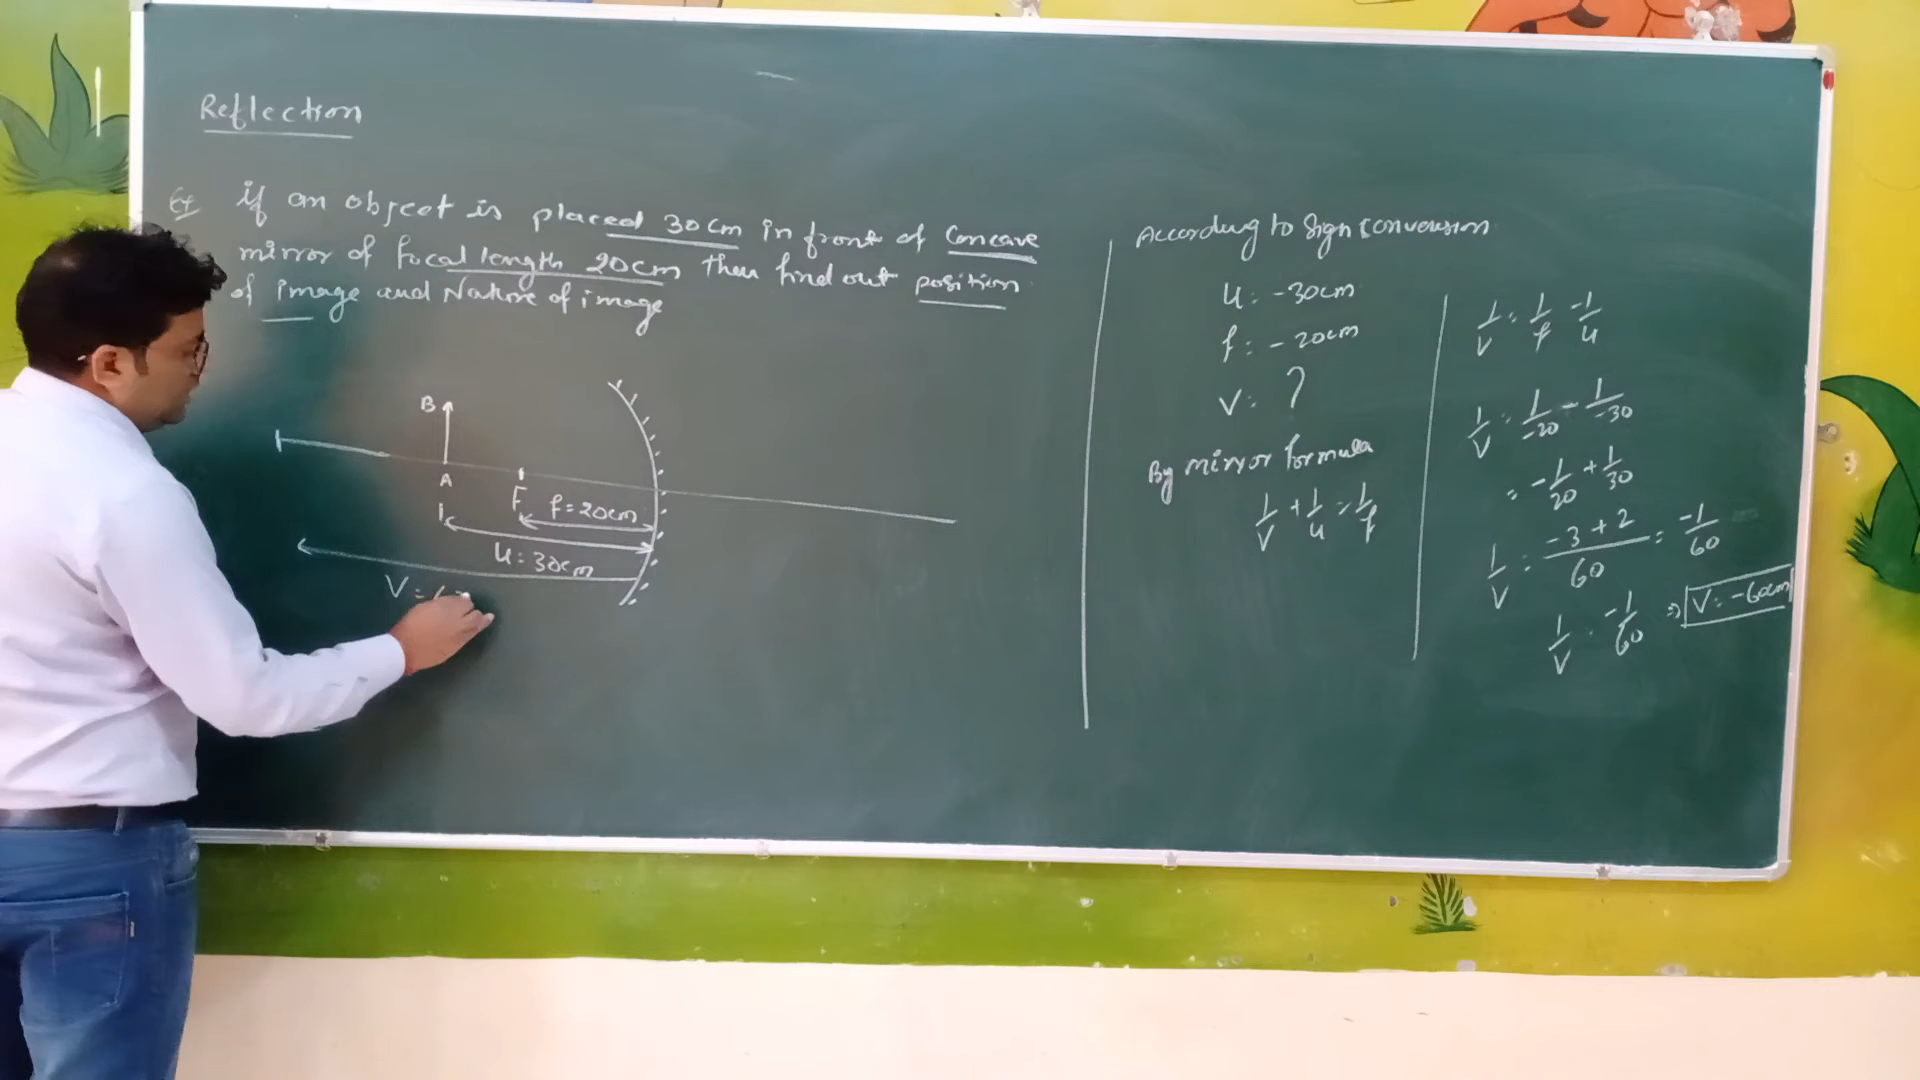 Reflection
Ex if an object is placed 30cm in front of Concave
mirror of focal length 20cm then find out position
of image and Nature of image
B
A
F
f=20cm
u=30cm
V=
According to Sign Conversion
u=-30cm
f=-20cm
V=?
By mirror formula
1/V + 1/u = 1/f
1/V = 1/f - 1/u
1/V = 1/-20 - 1/-30
= -1/20 + 1/30
1/V = -3+2/60 = -1/60
1/V = -1/60 ⇒ V=-60cm